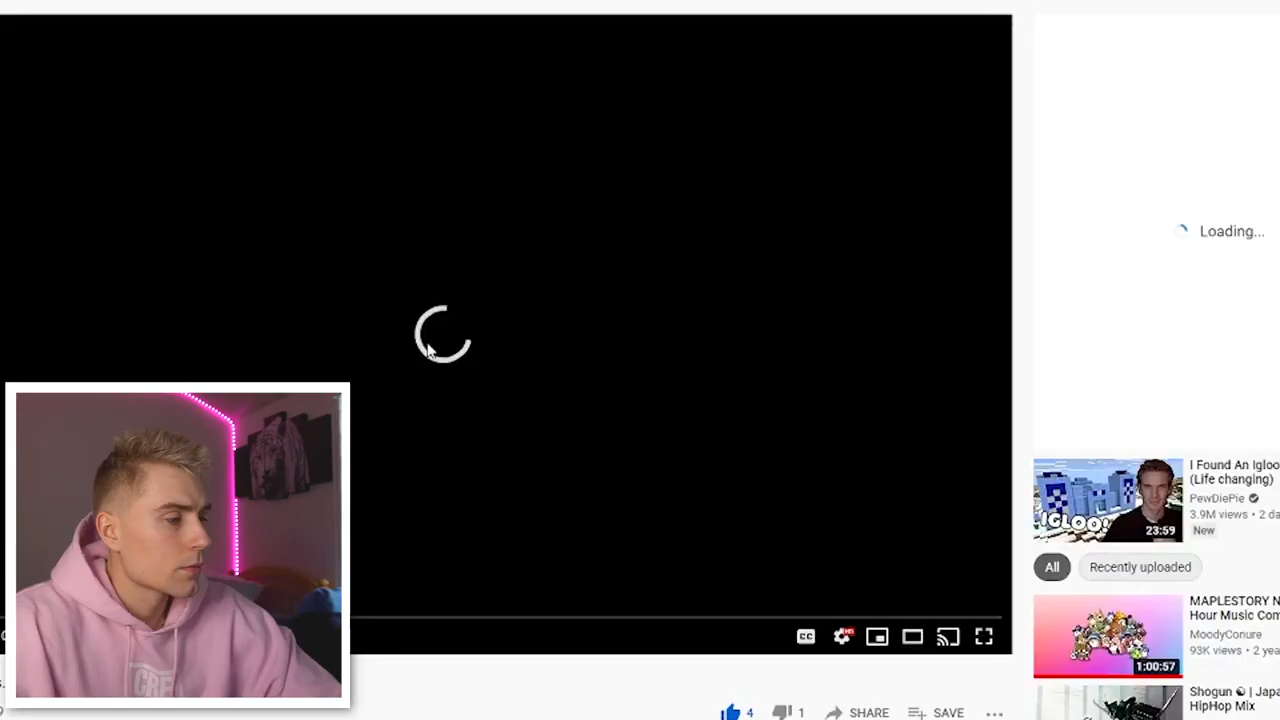 Loading...
I Found An Igloo
(Life changing)
PewDiePie
3.9M views • 2 da
New
IGLOO!
23:59
All
Recently uploaded
MAPLESTORY N
Hour Music Com
MoodyConure
93K views • 2 yea
1:00:57
Shogun ☯ | Japa
HipHop Mix
CC
HD
CRE
4
1
SHARE
SAVE